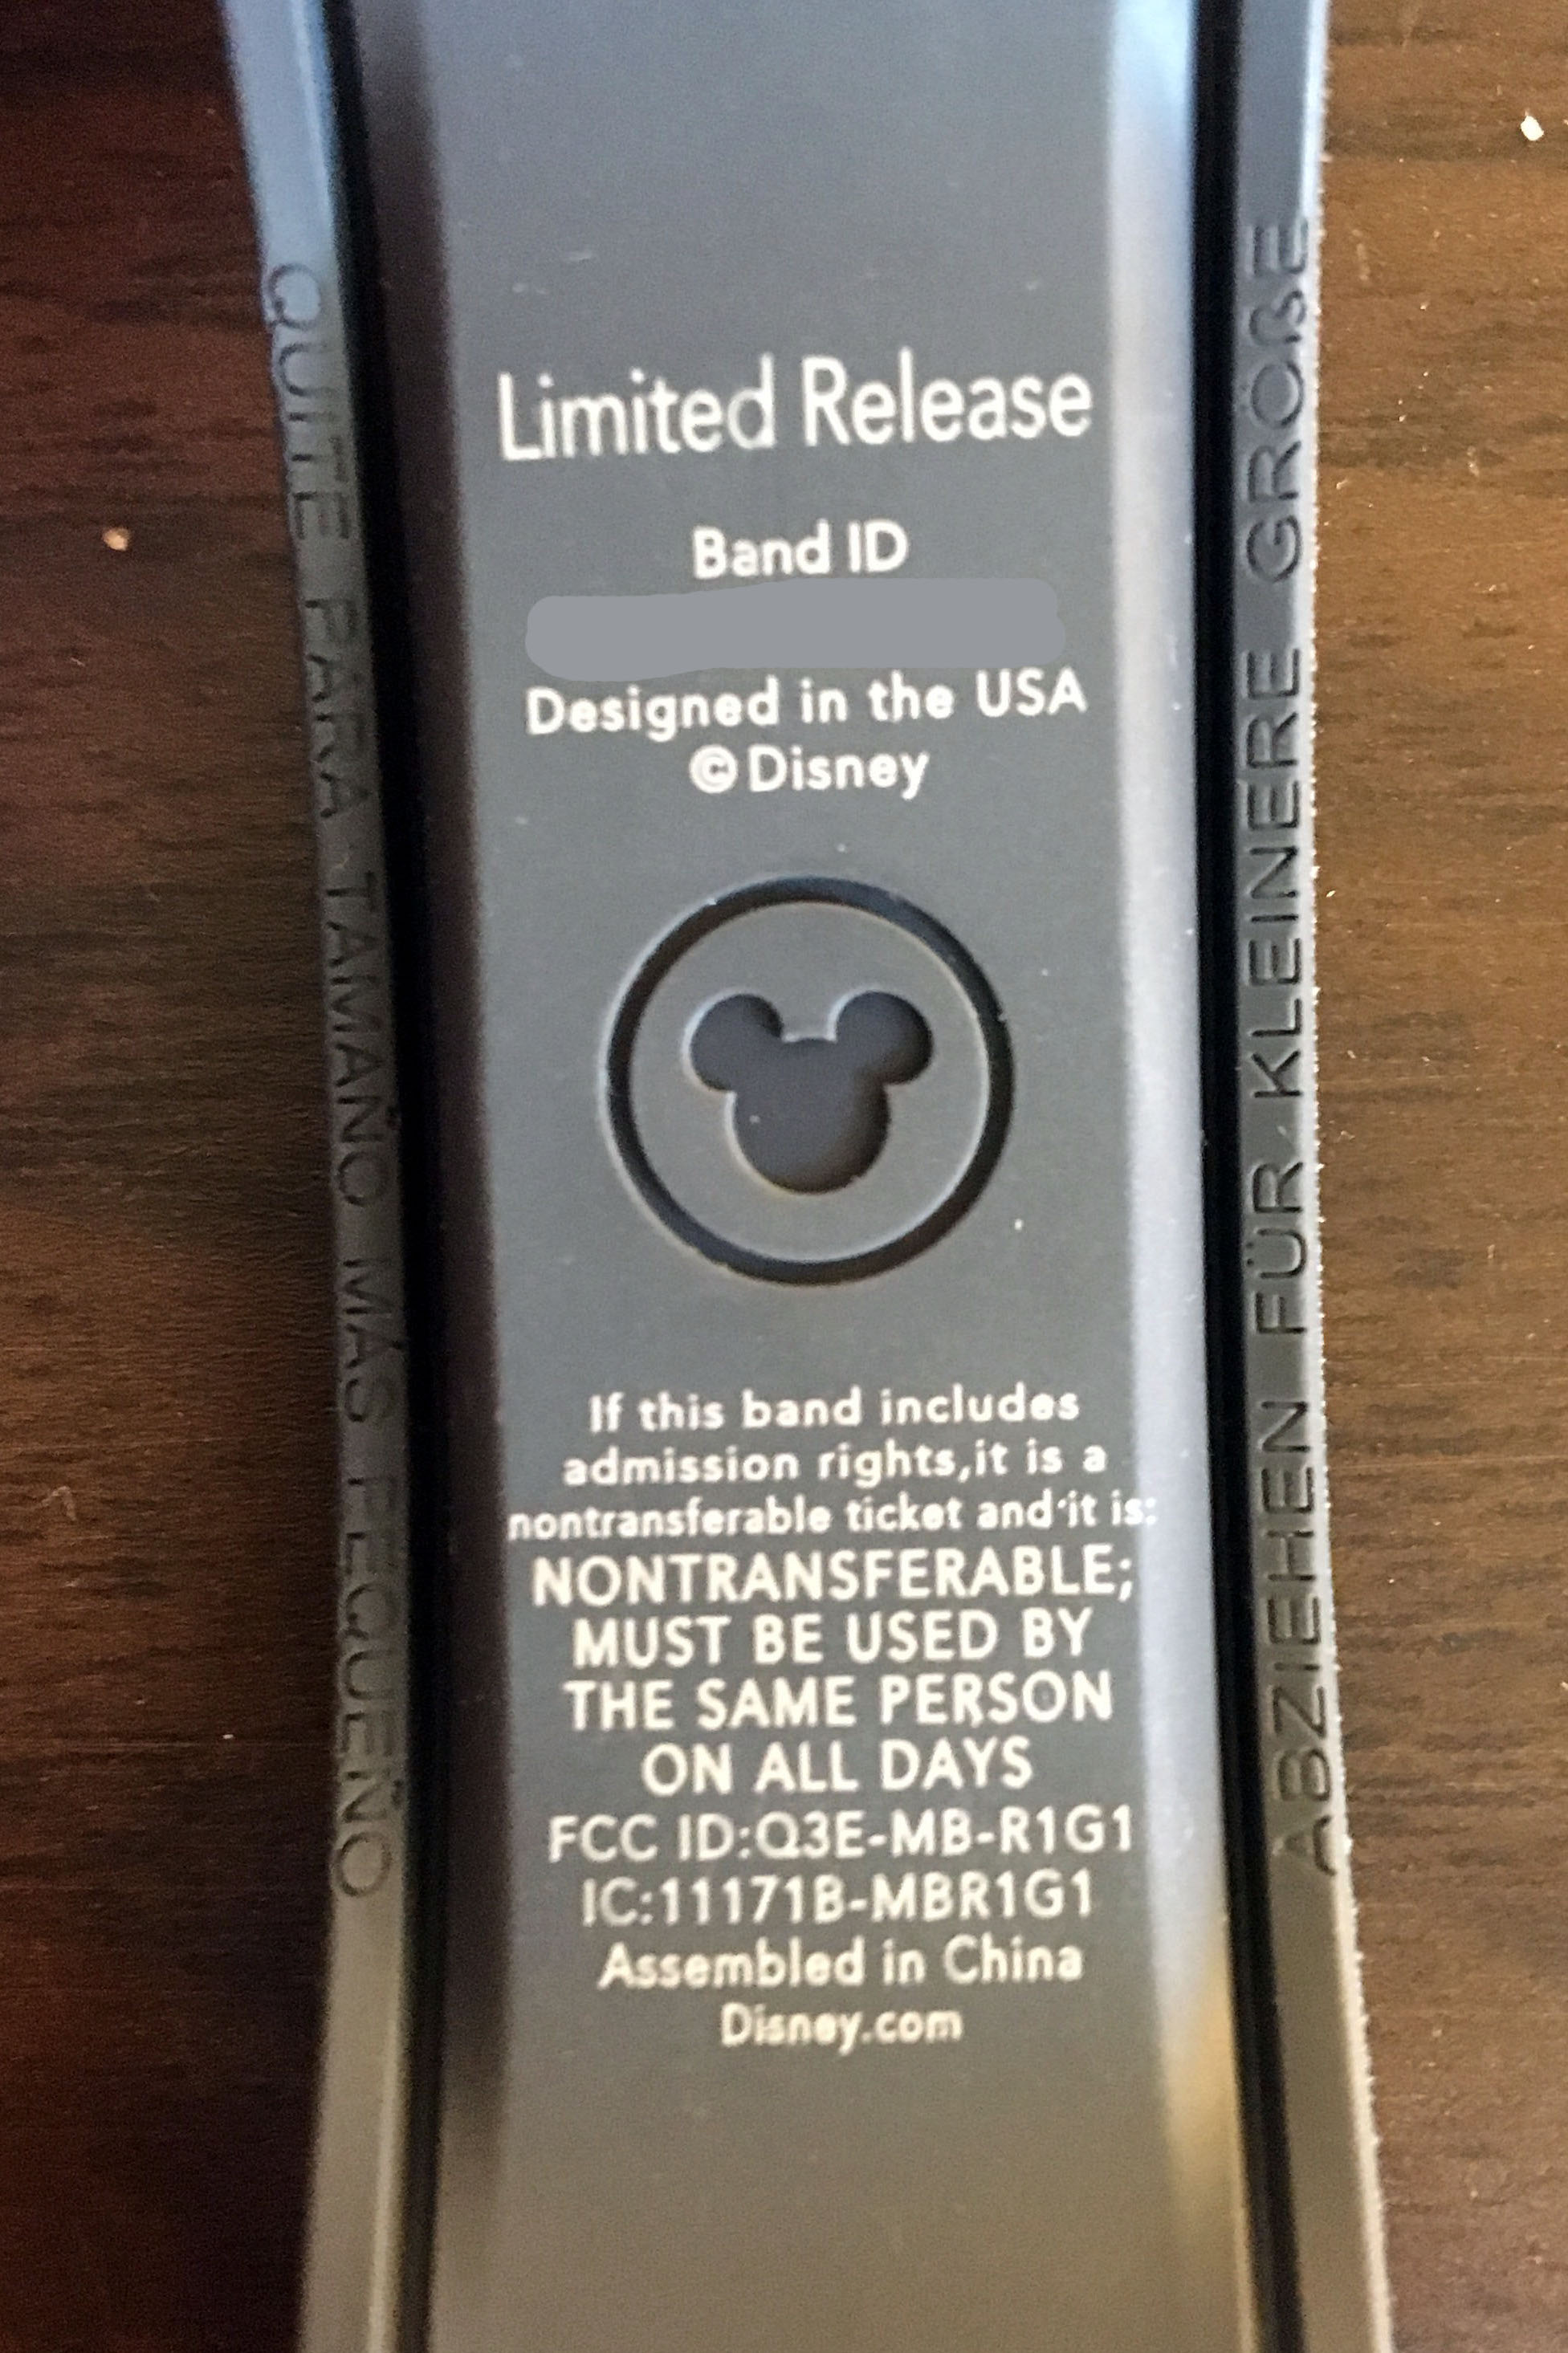 Limited Release
Band ID
Designed in the USA
©Disney
If this band includes
admission rights,it is a
nontransferable ticket and it is:
NONTRANSFERABLE;
MUST BE USED BY
THE SAME PERSON
ON ALL DAYS
FCC ID:Q3E-MB-R1G1
IC:11171B-MBR1G1
Assembled in China
Disney.com
QUITE PARA TAMAÑO MÁS PEQUEÑO
ABZIEHEN FÜR KLEINERE GRÖßE